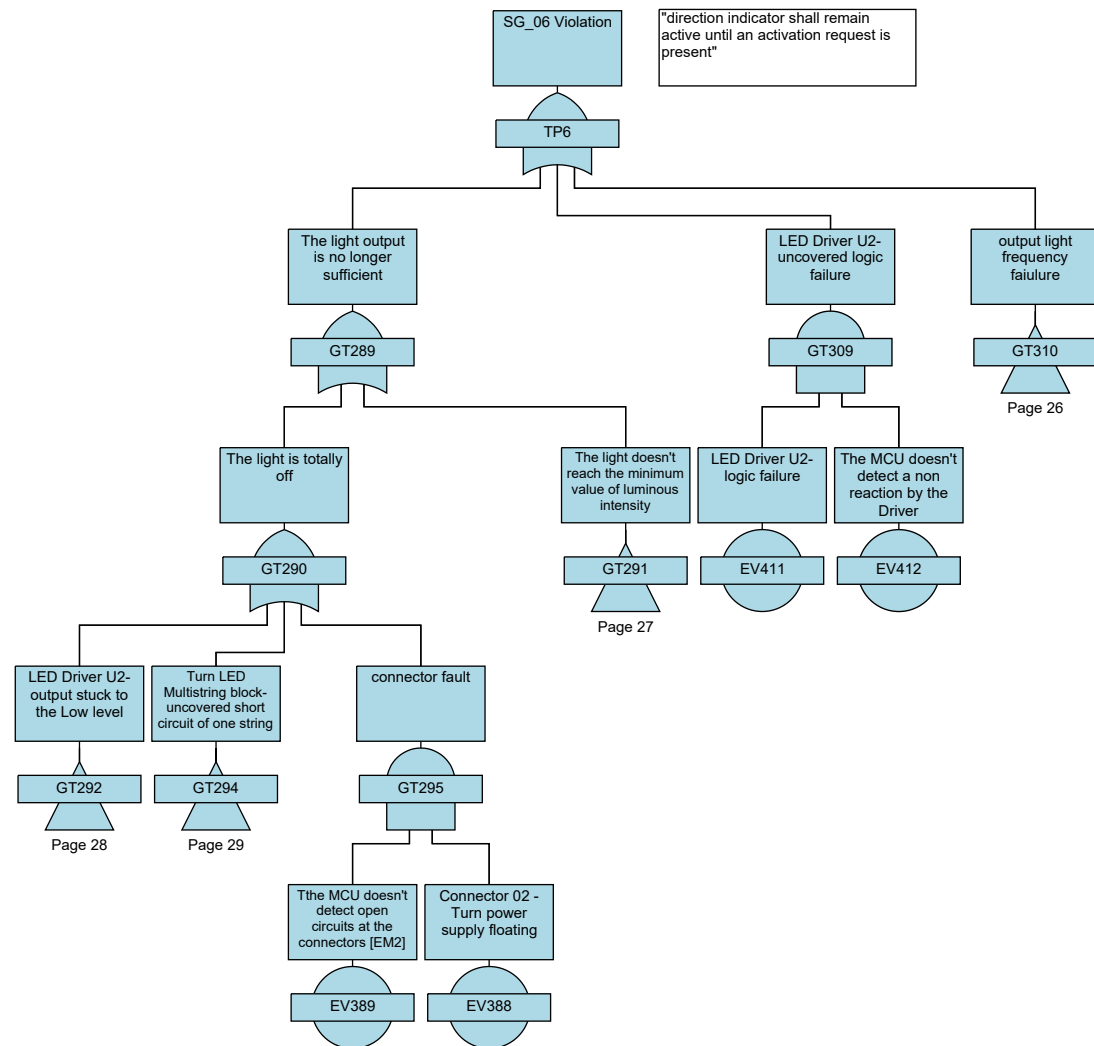 SG_06 Violation
"direction indicator shall remain
active until an activation request is
present"
TP6
The light output
is no longer
sufficient
LED Driver U2-
uncovered logic
failure
output light
frequency
faiulure
GT289
GT309
GT310
Page 26
The light is totally
off
The light doesn't
reach the minimum
value of luminous
intensity
LED Driver U2-
logic failure
The MCU doesn't
detect a non
reaction by the
Driver
GT290
GT291
EV411
EV412
Page 27
LED Driver U2-
output stuck to
the Low level
Turn LED
Multistring block-
uncovered short
circuit of one string
connector fault
GT292
GT294
GT295
Page 28
Page 29
Tthe MCU doesn't
detect open
circuits at the
connectors [EM2]
Connector 02 -
Turn power
supply floating
EV389
EV388